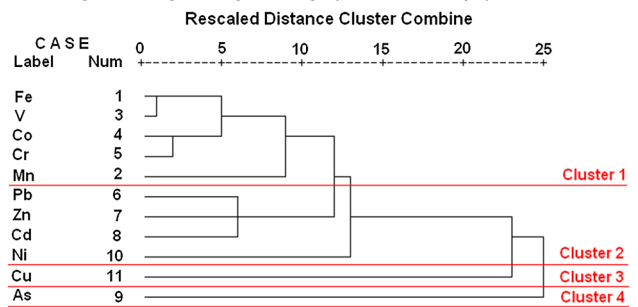 Rescaled Distance Cluster Combine
C A S E 0 5 10 15 20 25
Label Num
Fe 1
V 3
Co 4
Cr 5
Mn 2
Cluster 1
Pb 6
Zn 7
Cd 8
Ni 10
Cluster 2
Cu 11
Cluster 3
As 9
Cluster 4